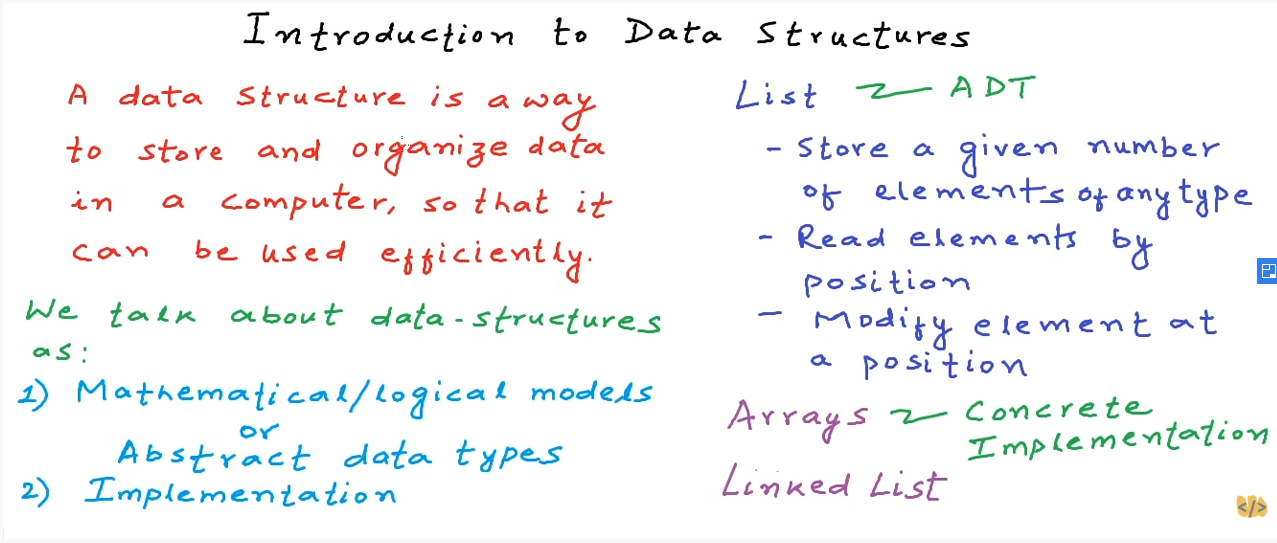 Introduction to Data Structures
A data structure is a way
to store and organize data
in a computer, so that it
can be used efficiently.
We talk about data-structures
as:
1) Mathematical/logical models
or
Abstract data types
2) Implementation
List ADT
- Store a given number
of elements of any type
- Read elements by
position
- Modify element at
a position
Arrays Concrete
Implementation
Linked List
</>